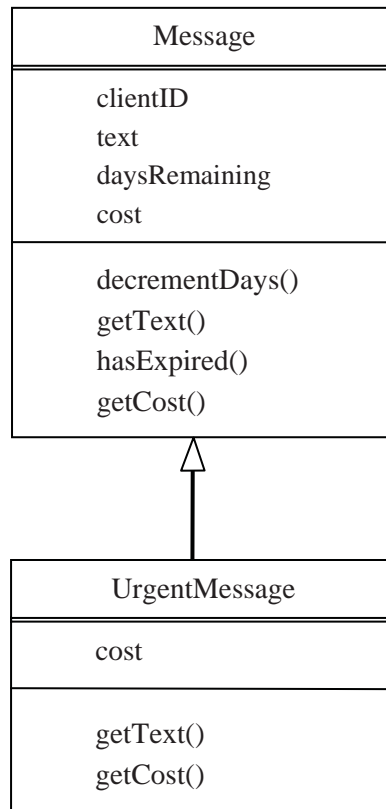 Message
clientID
text
daysRemaining
cost
decrementDays()
getText()
hasExpired()
getCost()
UrgentMessage
cost
getText()
getCost()